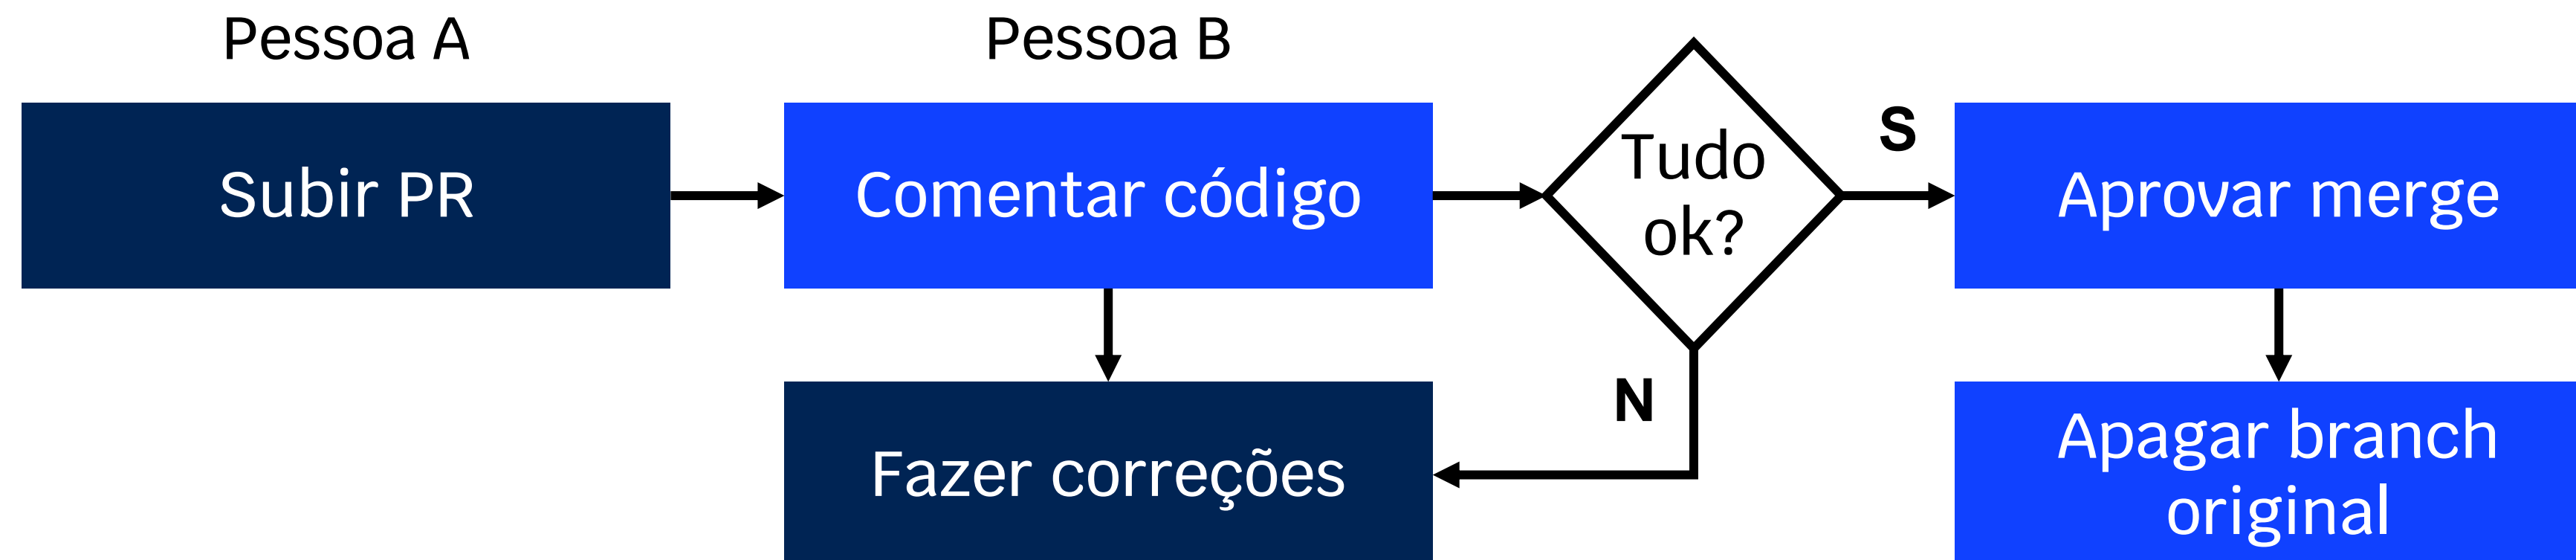 Pessoa A
Pessoa B
Subir PR
Comentar código
Tudo
ok?
S
Aprovar merge
N
Fazer correções
Apagar branch
original